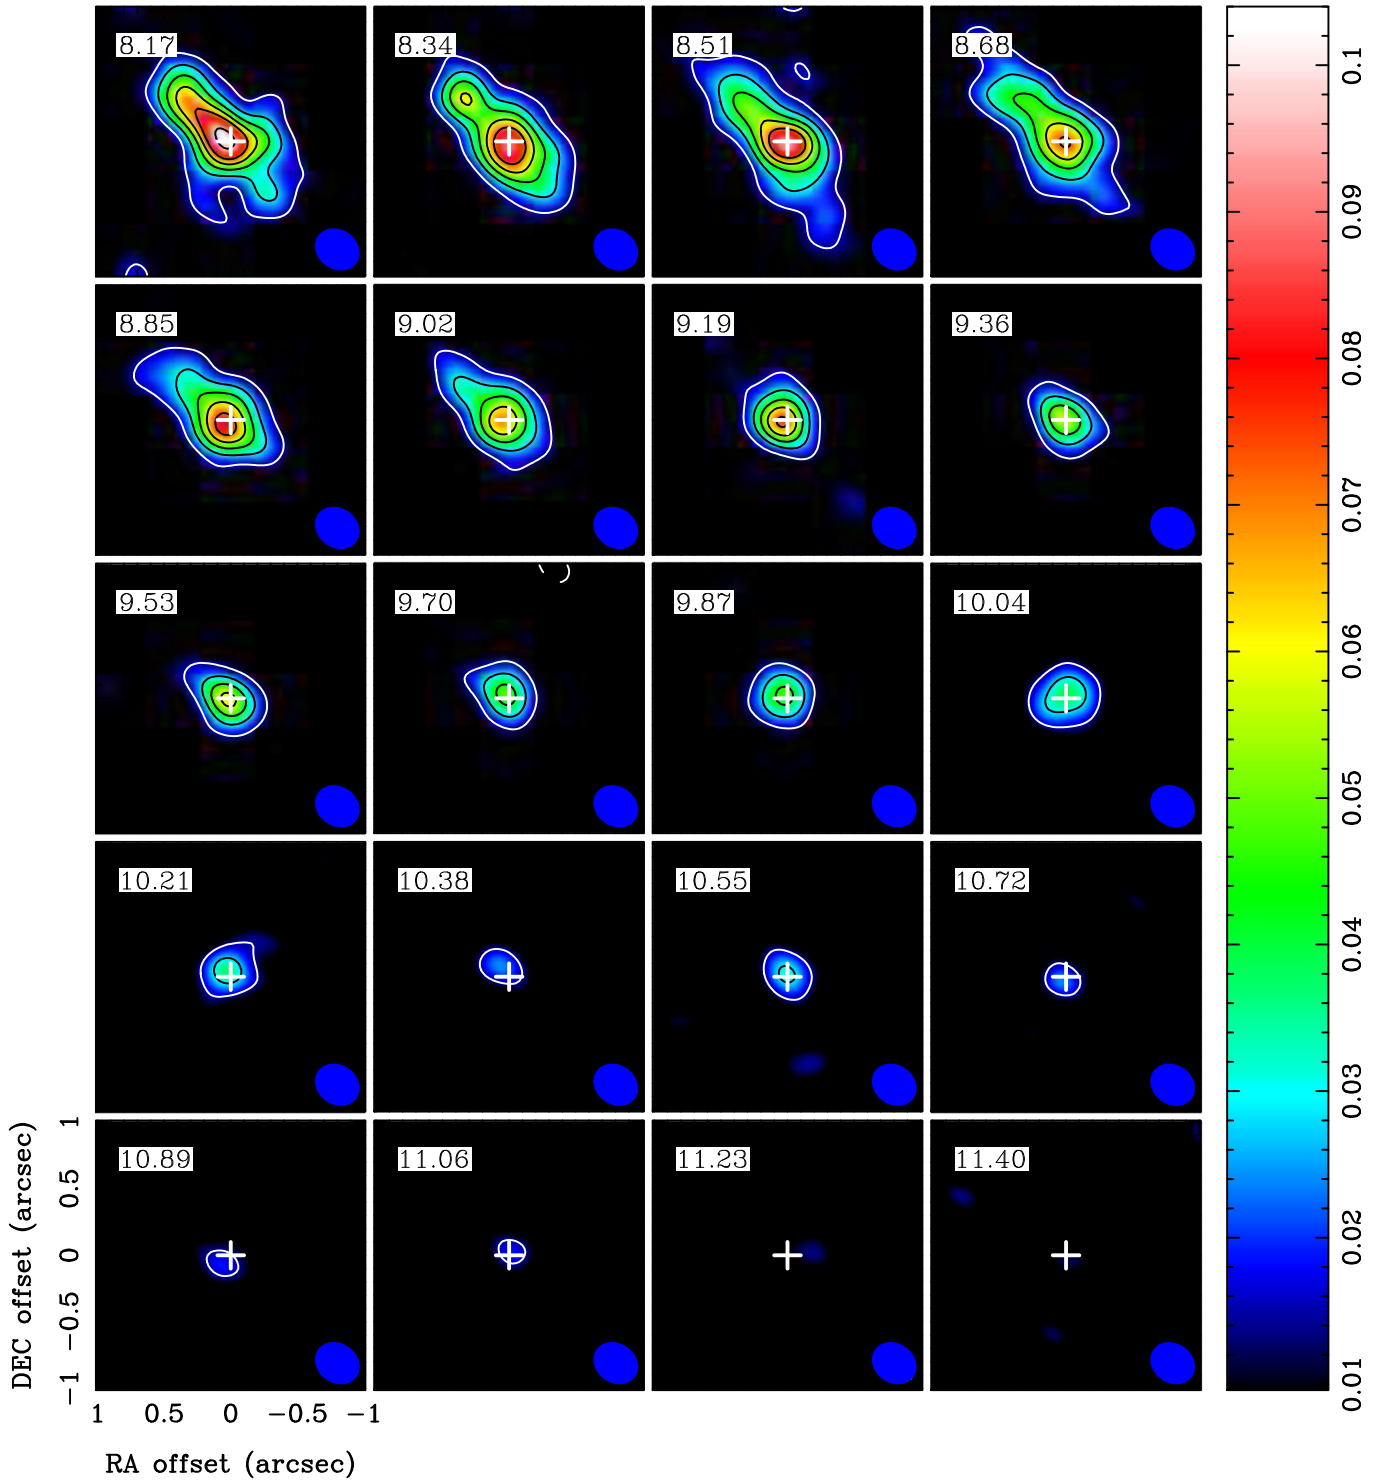 8.17 8.34 8.51 8.68
8.85 9.02 9.19 9.36
9.53 9.70 9.87 10.04
10.21 10.38 10.55 10.72
10.89 11.06 11.23 11.40
DEC offset (arcsec)
1
0.5
0
−0.5
−1
1 0.5 0 −0.5 −1
RA offset (arcsec)
0.1
0.09
0.08
0.07
0.06
0.05
0.04
0.03
0.02
0.01